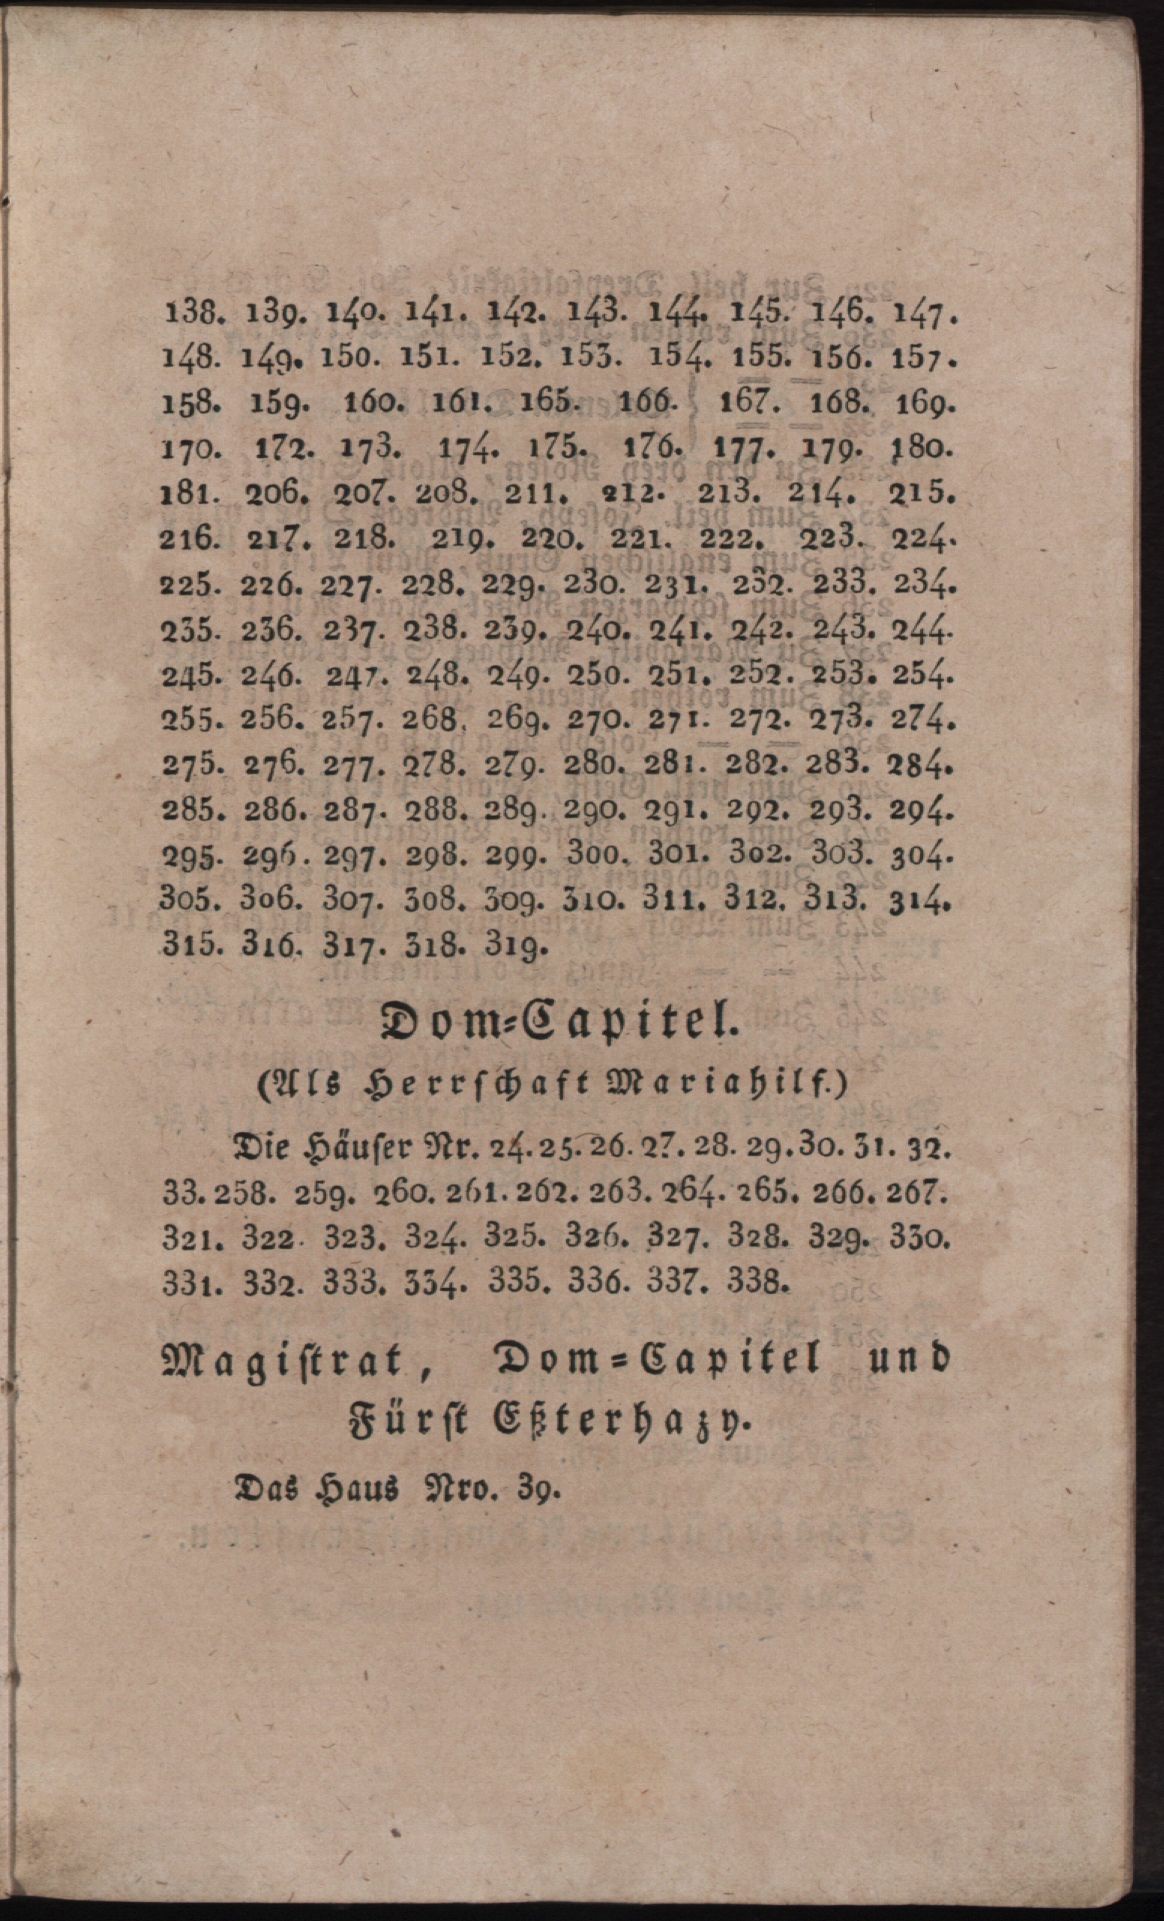 138. 139. 140. 141. 142. 143. 144. 145. 146. 147.
148. 149. 150. 151. 152. 153. 154. 155. 156. 157.
158. 159. 160. 161. 165. 166. 167. 168. 169.
170. 172. 173. 174. 175. 176. 177. 179. 180.
181. 206. 207. 208. 211. 212. 213. 214. 215.
216. 217. 218. 219. 220. 221. 222. 223. 224.
225. 226. 227. 228. 229. 230. 231. 232. 233. 234.
235. 236. 237. 238. 239. 240. 241. 242. 243. 244.
245. 246. 247. 248. 249. 250. 251. 252. 253. 254.
255. 256. 257. 268. 269. 270. 271. 272. 273. 274.
275. 276. 277. 278. 279. 280. 281. 282. 283. 284.
285. 286. 287. 288. 289. 290. 291. 292. 293. 294.
295. 296. 297. 298. 299. 300. 301. 302. 303. 304.
305. 306. 307. 308. 309. 310. 311. 312. 313. 314.
315. 316. 317. 318. 319.
Dom-Capitel.
(Als Herrschaft Mariahilf.)
Die Häuser Nr. 24. 25. 26. 27. 28. 29. 30. 31. 32.
33. 258. 259. 260. 261. 262. 263. 264. 265. 266. 267.
321. 322. 323. 324. 325. 326. 327. 328. 329. 330.
331. 332. 333. 334. 335. 336. 337. 338.
Magistrat, Dom-Capitel und
Fürst Eßterhazy.
Das Haus Nro. 39.